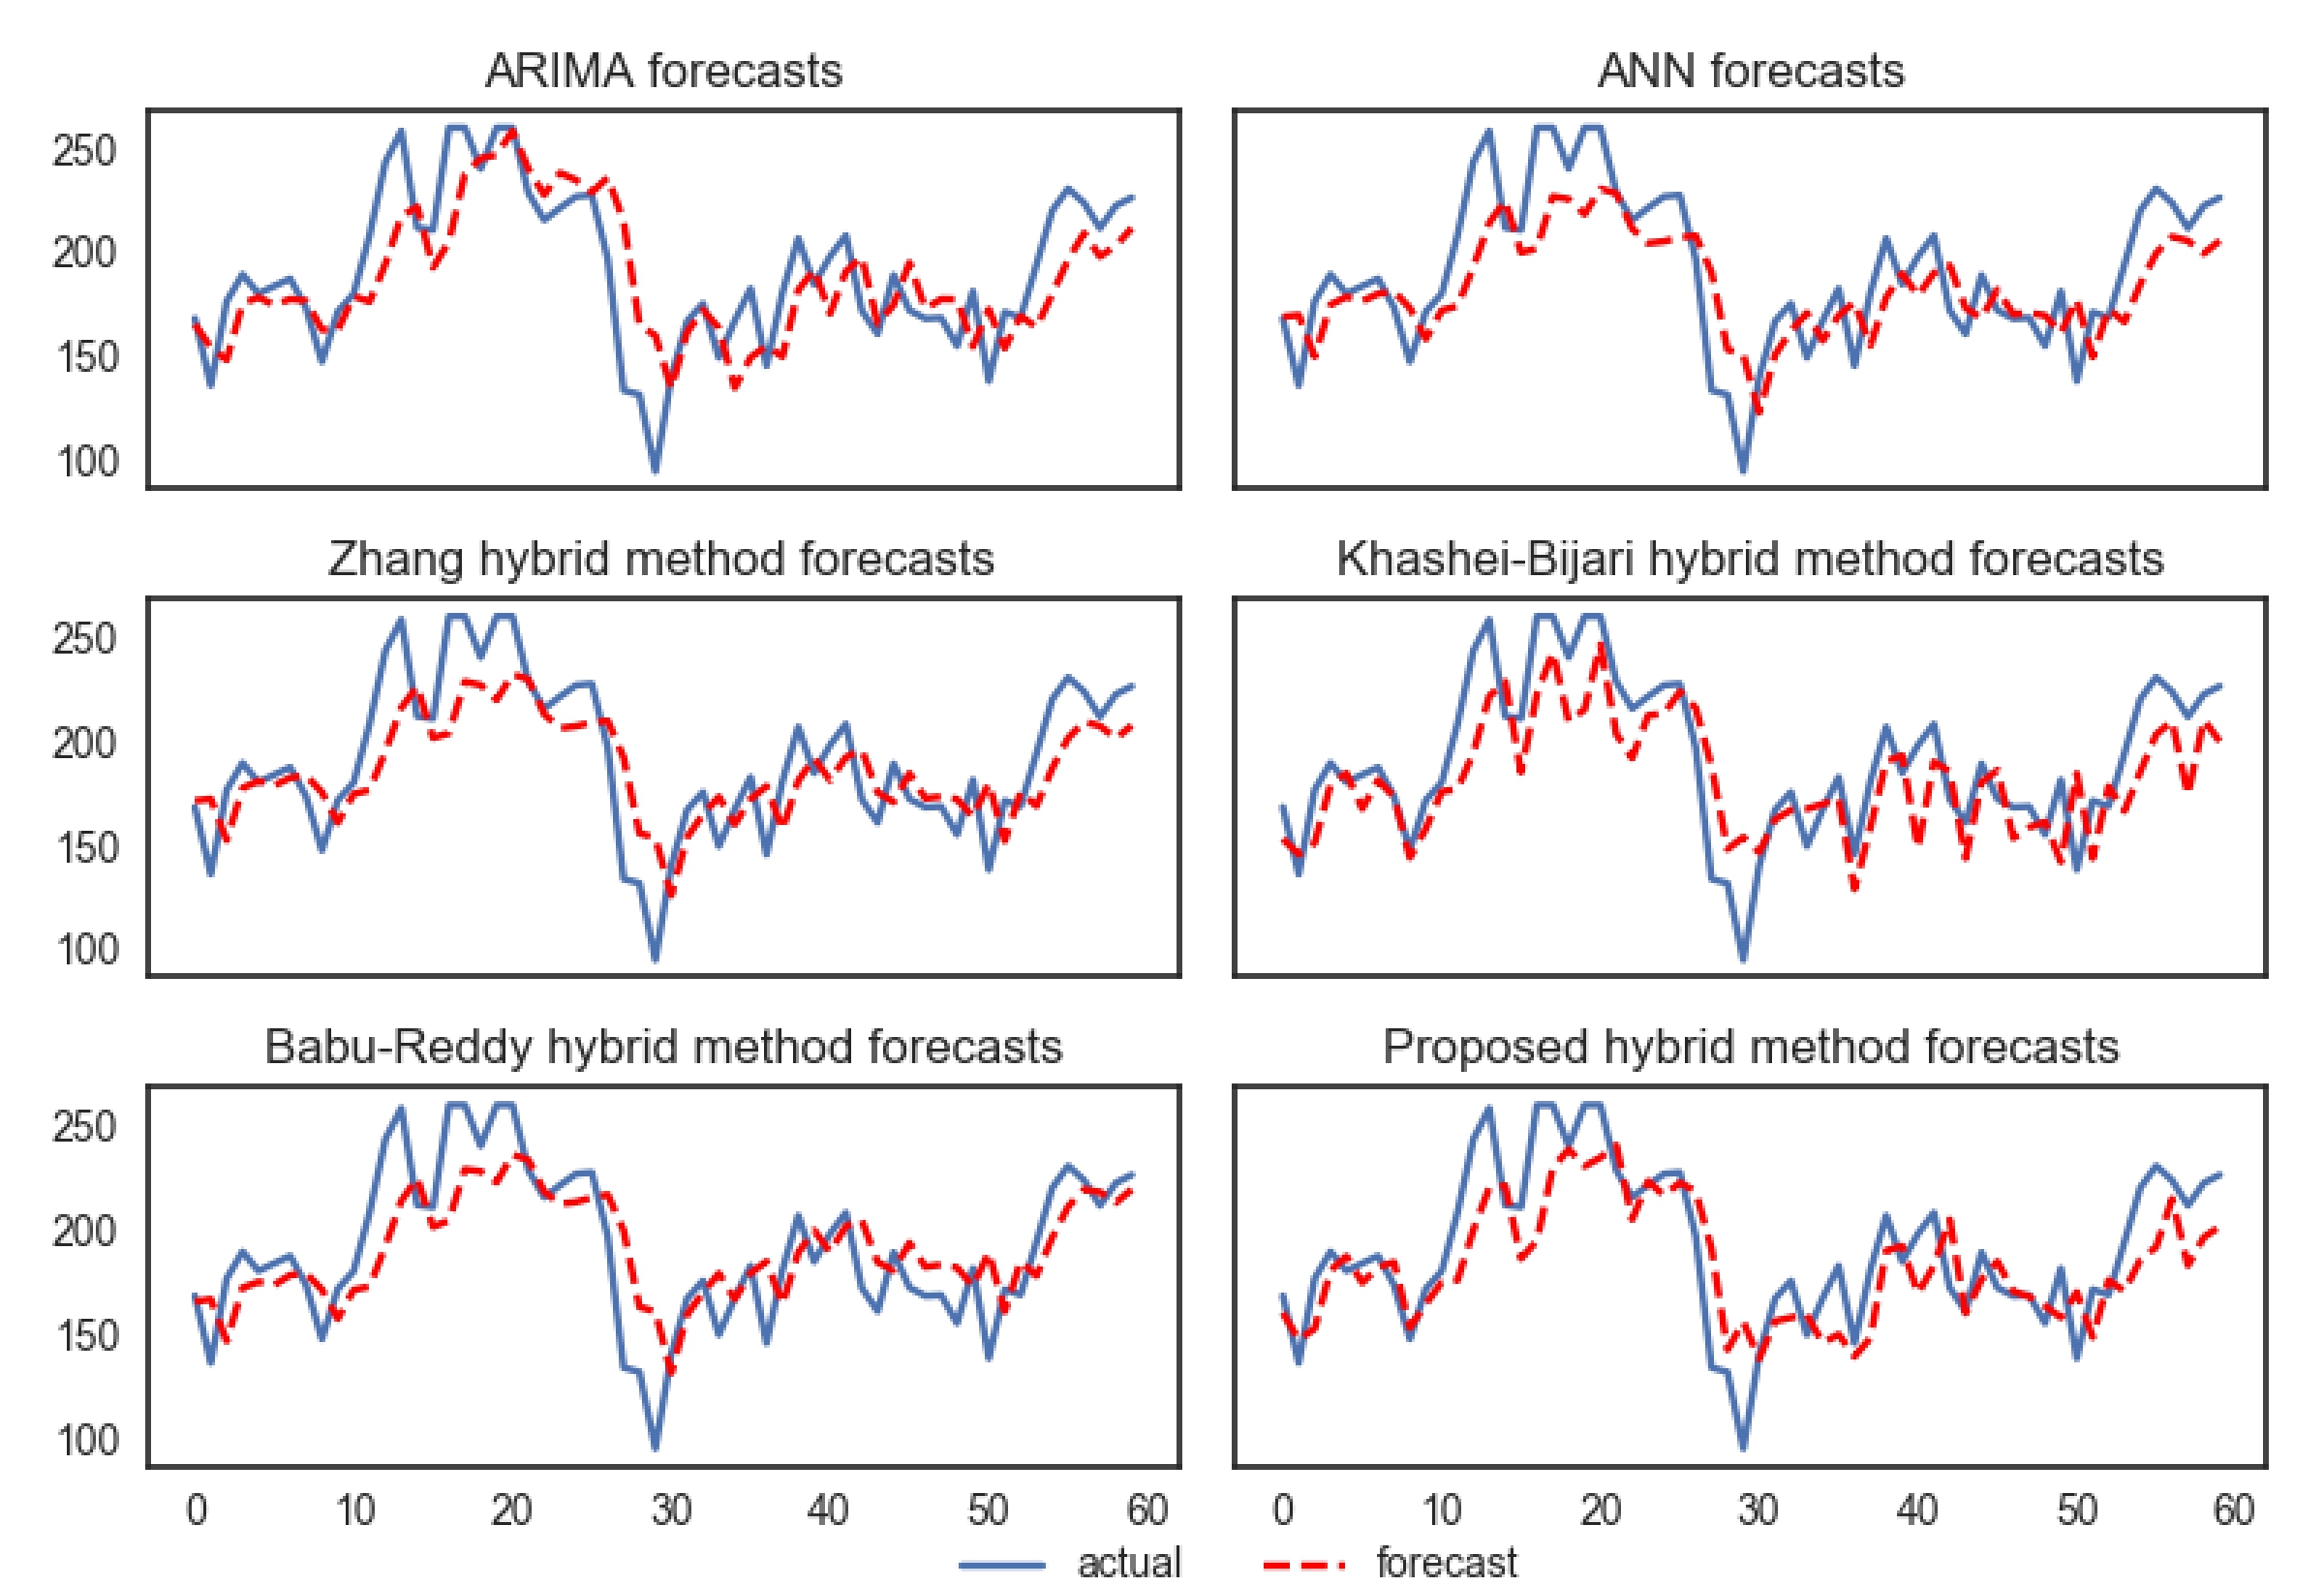 ARIMA forecasts
ANN forecasts
250
200
150
100
Zhang hybrid method forecasts
Khashei-Bijari hybrid method forecasts
250
200
150
100
Babu-Reddy hybrid method forecasts
Proposed hybrid method forecasts
250
200
150
100
0 10 20 30 40 50 60
0 10 20 30 40 50 60
actual forecast